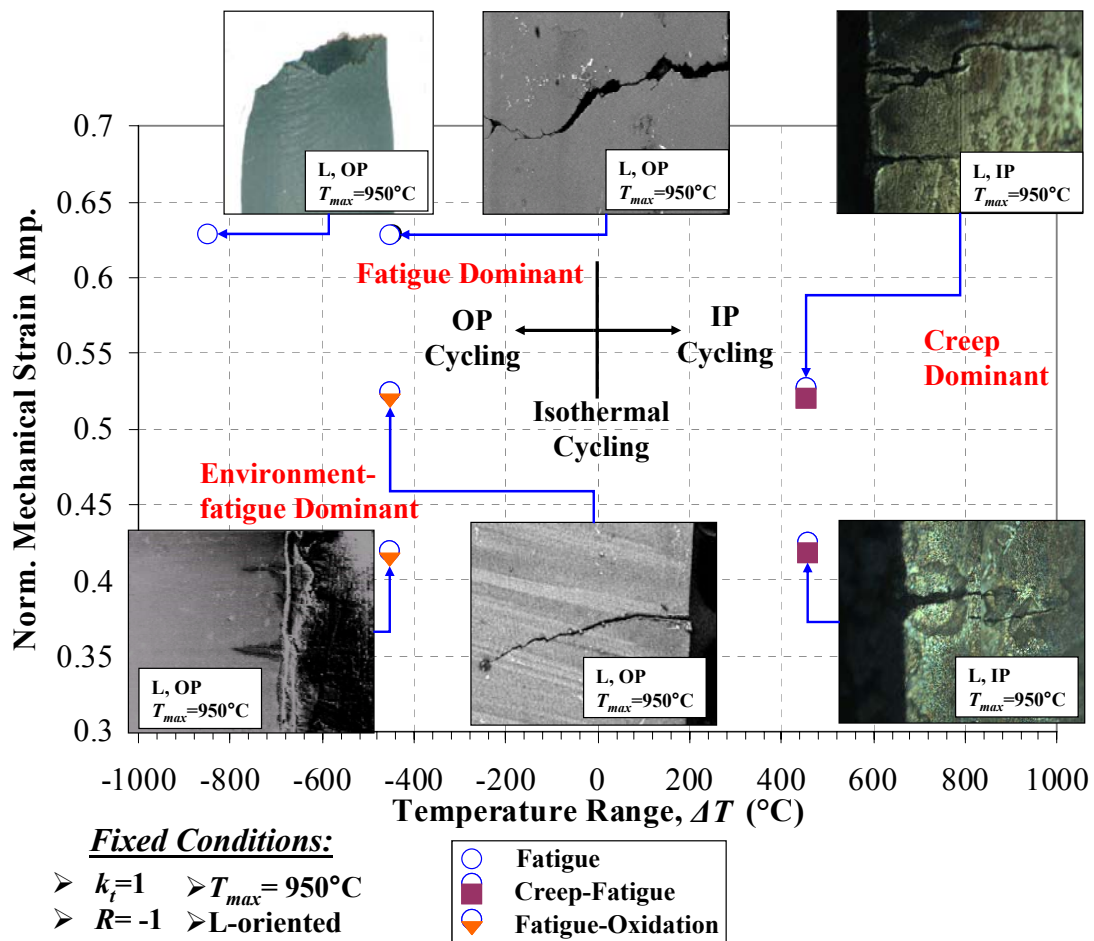 L, OP
Tmax=950°C
L, OP
Tmax=950°C
L, IP
Tmax=950°C
Norm. Mechanical Strain Amp.
0.7
0.65
0.6
0.55
0.5
0.45
0.4
0.35
0.3
Fatigue Dominant
OP
Cycling
IP
Cycling
Isothermal
Cycling
Creep
Dominant
Environment-
fatigue Dominant
L, OP
Tmax=950°C
L, OP
Tmax=950°C
L, IP
Tmax=950°C
-1000 -800 -600 -400 -200 0 200 400 600 800 1000
Temperature Range, ΔT (°C)
Fixed Conditions:
➢ kt=1 ➢Tmax= 950°C
➢ R= -1 ➢L-oriented
Fatigue
Creep-Fatigue
Fatigue-Oxidation